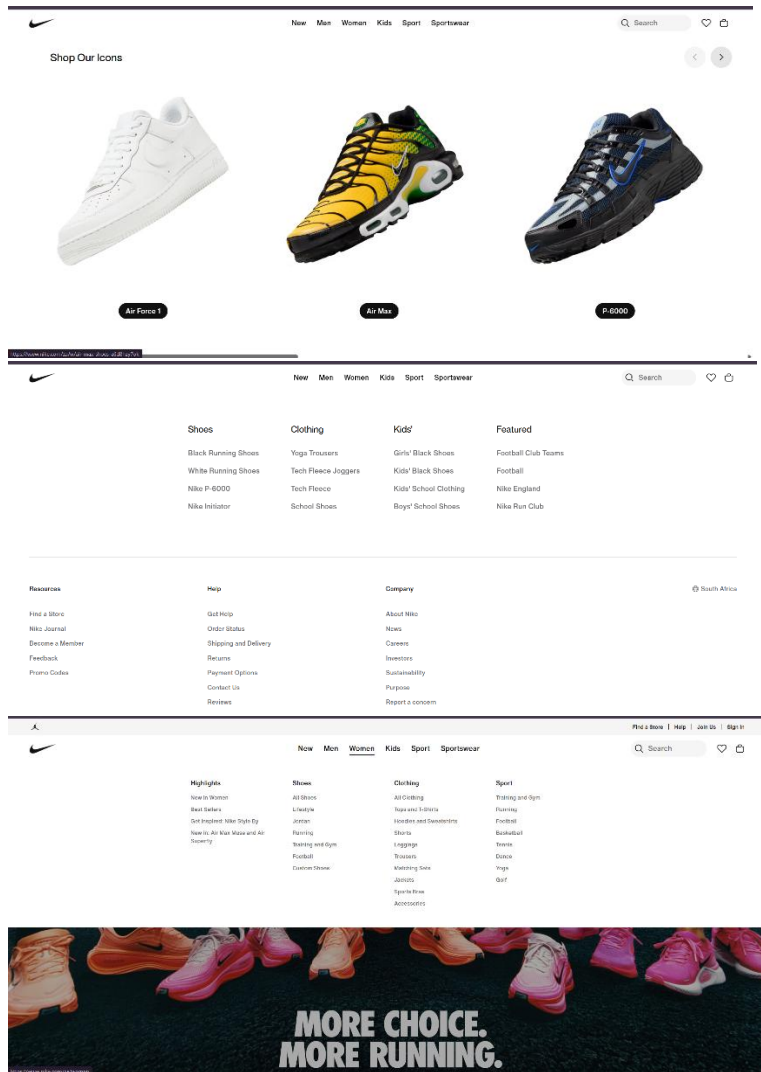 New Men Women Kids Sport Sportswear Search
Shop Our Icons
Air Force 1 Air Max P-6000
New Men Women Kids Sport Sportswear Search
Shoes Clothing Kids' Featured
Black Running Shoes Yoga Trousers Girls' Black Shoes Football Club Teams
White Running Shoes Tech Fleece Joggers Kids' Black Shoes Football
Nike P-6000 Tech Fleece Kids' School Clothing Nike England
Nike Initiator School Shoes Boys' School Shoes Nike Run Club
Resources Help Company South Africa
Find a Store Get Help About Nike
Nike Journal Order Status News
Become a Member Shipping and Delivery Careers
Feedback Returns Investors
Promo Codes Payment Options Sustainability
Contact Us Purpose
Reviews Report a concern
Find a Store | Help | Join Us | Sign In
New Men Women Kids Sport Sportswear Search
Highlights Shoes Clothing Sport
New in Women All Shoes All Clothing Training and Gym
Best Sellers Lifestyle Tops and T-Shirts Running
Get Inspired: Nike Style By Jordan Hoodies and Sweatshirts Football
New In: Air Max Muse and Air Superfly Running Shorts Basketball
Training and Gym Leggings Tennis
Football Trousers Dance
Custom Shoes Matching Sets Yoga
Jackets Golf
Sports Bras
Accessories
MORE CHOICE.
MORE RUNNING.